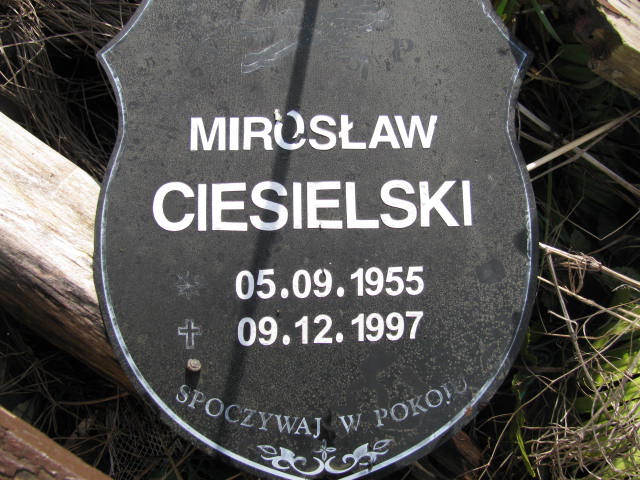 MIROSŁAW
CIESIELSKI
05.09.1955
09.12.1997
SPOCZYWAJ W POKOJU